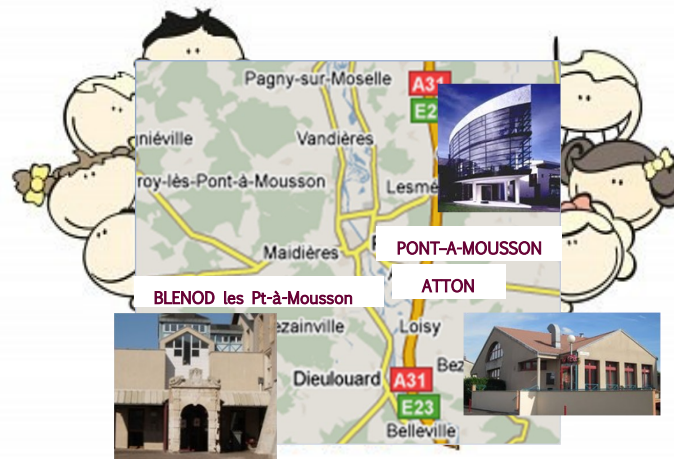 Pagny-sur-Moselle
A31
E2
niéville
Vandières
roy-lès-Pont-à-Mousson
Lesmé
PONT-A-MOUSSON
Maidières
ATTON
BLENOD les Pt-à-Mousson
ezainville
Loisy
Bez
Dieulouard
A31
E23
Belleville